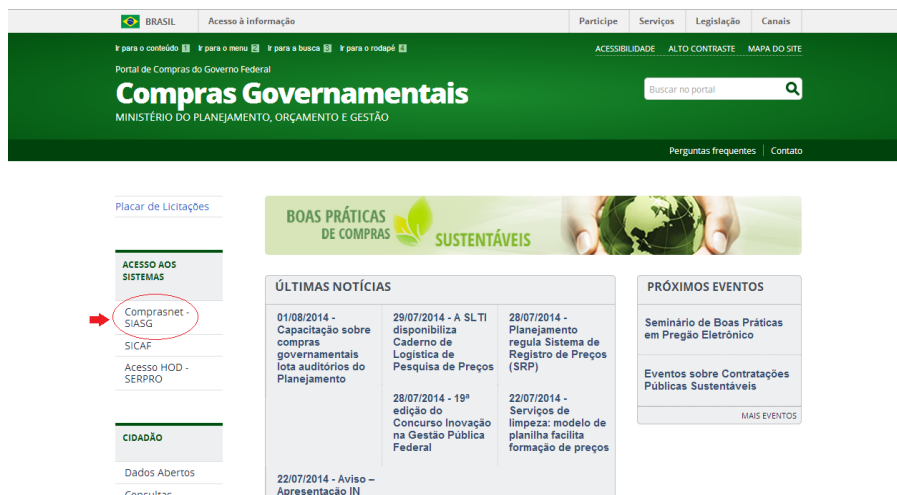 BRASIL Acesso à informação Participe Serviços Legislação Canais
Ir para o conteúdo 1 Ir para o menu 2 Ir para a busca 3 Ir para o rodapé 4 ACESSIBILIDADE ALTO CONTRASTE MAPA DO SITE
Portal de Compras do Governo Federal
Compras Governamentais
Buscar no portal
MINISTÉRIO DO PLANEJAMENTO, ORÇAMENTO E GESTÃO
Perguntas frequentes Contato
Placar de Licitações
ACESSO AOS
SISTEMAS
Comprasnet -
SIASG
SICAF
Acesso HOD -
SERPRO
CIDADÃO
Dados Abertos
Consultas
BOAS PRÁTICAS
DE COMPRAS
SUSTENTÁVEIS
ÚLTIMAS NOTÍCIAS
01/08/2014 -
Capacitação sobre
compras
governamentais
lota auditórios do
Planejamento
29/07/2014 - A SLTI
disponibiliza
Caderno de
Logística de
Pesquisa de Preços
28/07/2014 -
Planejamento
regula Sistema de
Registro de Preços
(SRP)
28/07/2014 - 19ª
edição do
Concurso Inovação
na Gestão Pública
Federal
22/07/2014 -
Serviços de
limpeza: modelo de
planilha facilita
formação de preços
22/07/2014 - Aviso –
Apresentação IN
PRÓXIMOS EVENTOS
Seminário de Boas Práticas
em Pregão Eletrônico
Eventos sobre Contratações
Públicas Sustentáveis
MAIS EVENTOS